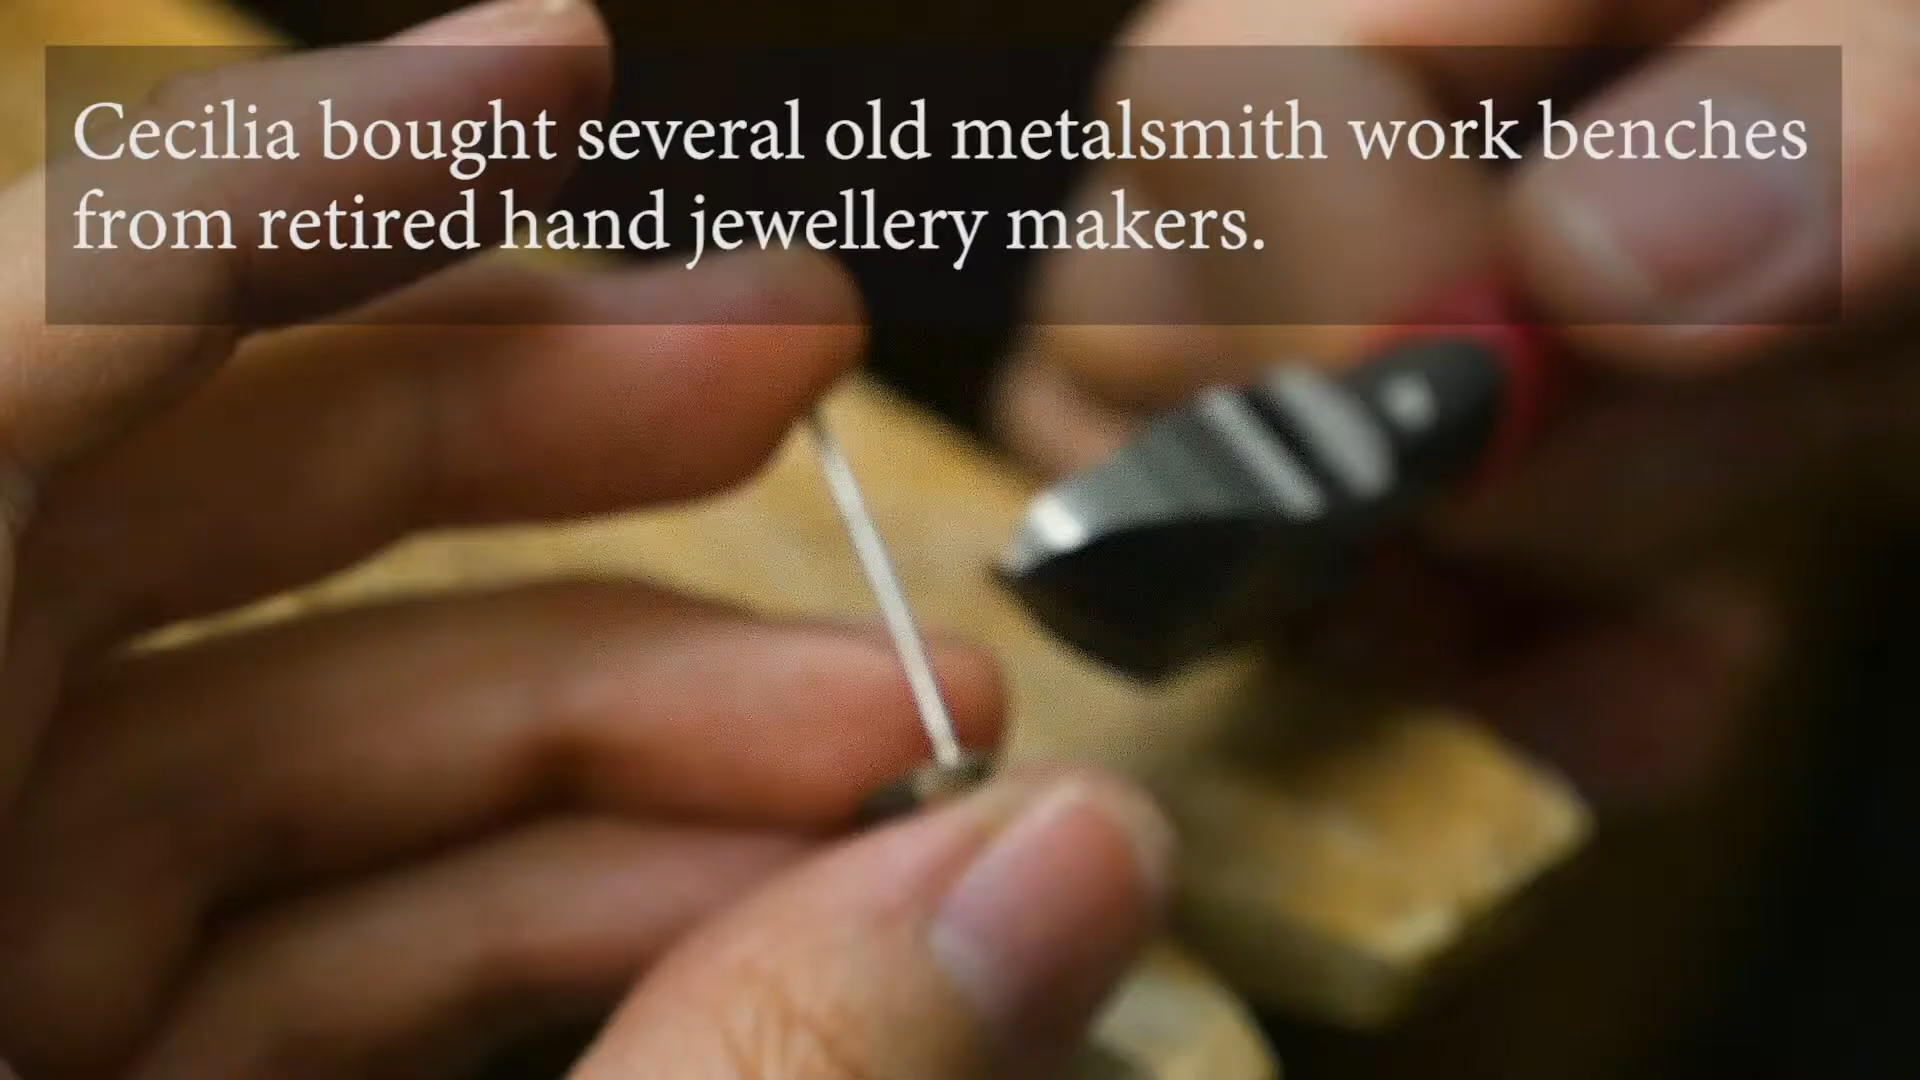 Cecilia bought several old metalsmith work benches
from retired hand jewellery makers.